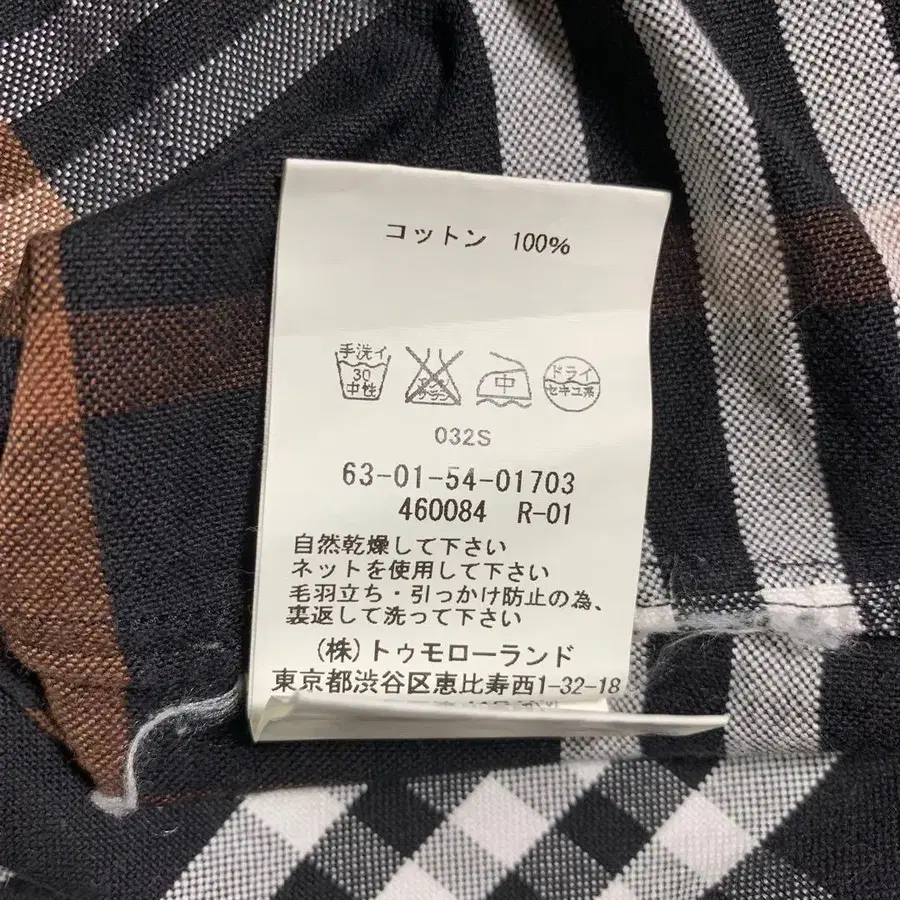 コットン 100%
手洗イ
30
中性
中
ドライ
セキユ系
032S
63-01-54-01703
460084 R-01
自然乾燥して下さい
ネットを使用して下さい
毛羽立ち・引っかけ防止の為、
裏返して洗って下さい
(株)トゥモローランド
東京都渋谷区恵比寿西1-32-18